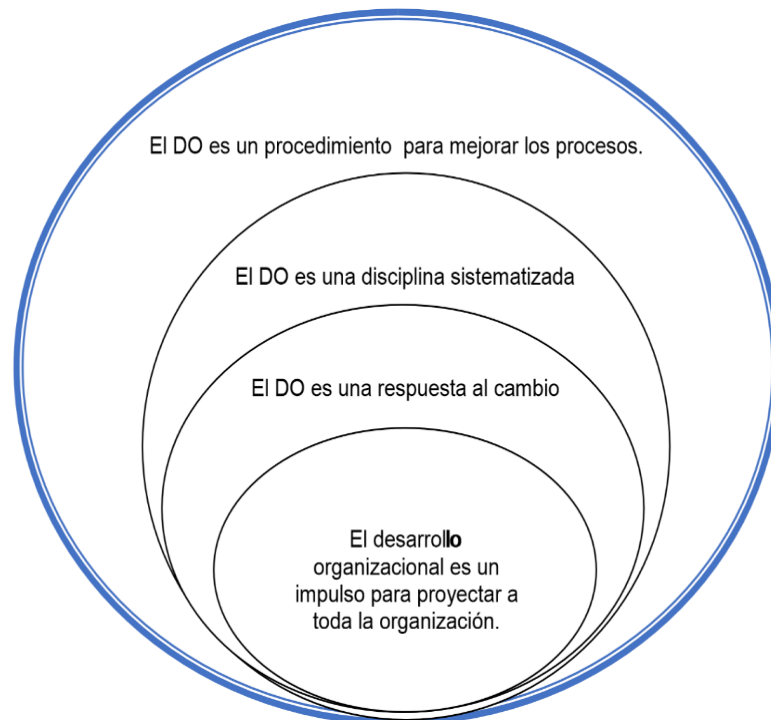 El DO es un procedimiento para mejorar los procesos.
El DO es una disciplina sistematizada
El DO es una respuesta al cambio
El desarrollo
organizacional es un
impulso para proyectar a
toda la organización.